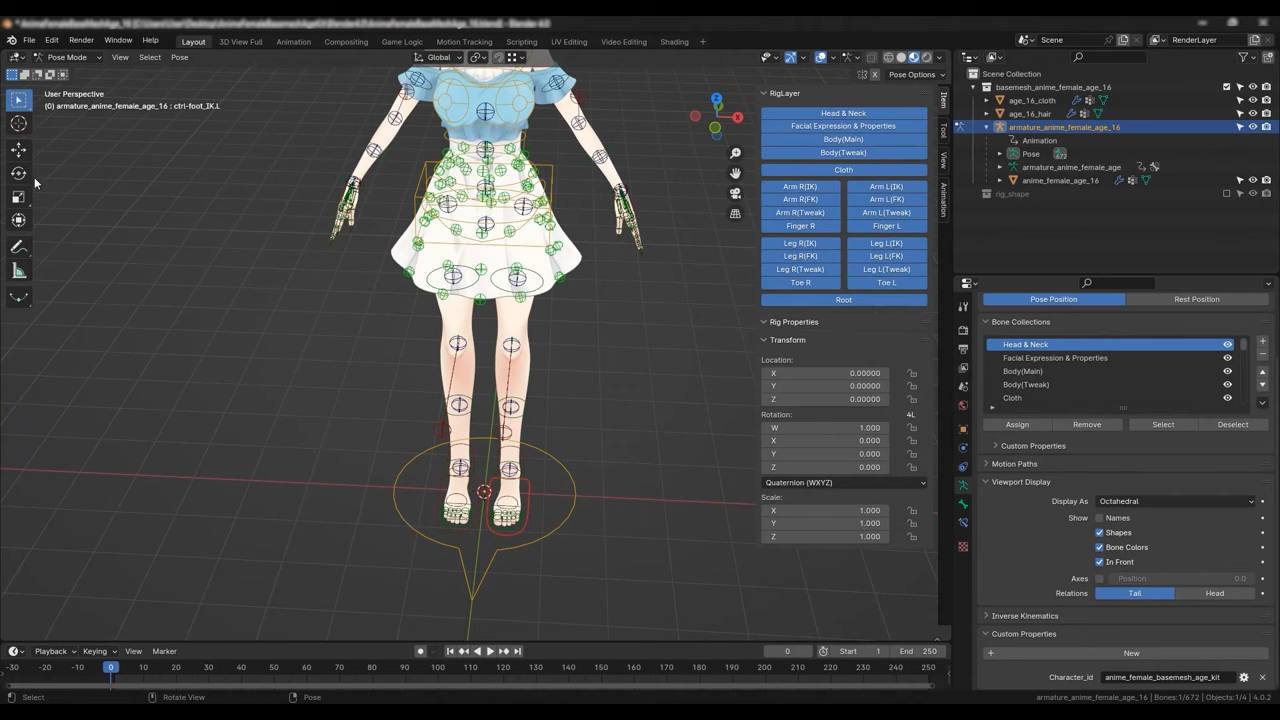 File Edit Render Window Help Layout 3D View Full Animation Compositing Game Logic Motion Tracking Scripting UV Editing Video Editing Shading + Scene RenderLayer
Pose Mode View Select Pose Global Pose Options
X
User Perspective
(0) armature_anime_female_age_16 : ctrl-foot_IK.L
Z
X
RigLayer
Head & Neck
Facial Expression & Properties
Body(Main)
Body(Tweak)
Cloth
Arm R(IK) Arm L(IK)
Arm R(FK) Arm L(FK)
Arm R(Tweak) Arm L(Tweak)
Finger R Finger L
Leg R(IK) Leg L(IK)
Leg R(FK) Leg L(FK)
Leg R(Tweak) Leg L(Tweak)
Toe R Toe L
Root
Rig Properties
Transform
Location:
X 0.00000
Y 0.00000
Z 0.00000
Rotation: 4L
W 1.000
X 0.000
Y 0.000
Z 0.000
Quaternion (WXYZ)
Scale:
X 1.000
Y 1.000
Z 1.000
Item
Tool
View
Animation
Scene Collection
basemesh_anime_female_age_16
age_16_cloth
age_16_hair
armature_anime_female_age_16
Animation
Pose 672
armature_anime_female_age
anime_female_age_16
rig_shape
Pose Position Rest Position
Bone Collections
Head & Neck
Facial Expression & Properties
Body(Main)
Body(Tweak)
Cloth
Assign Remove Select Deselect
Custom Properties
Motion Paths
Viewport Display
Display As Octahedral
Show Names
Shapes
Bone Colors
In Front
Axes Position 0.0
Relations Tail Head
Inverse Kinematics
Custom Properties
New
Character_id anime_female_basemesh_age_kit
Playback Keying View Marker 0 Start 1 End 250
-30 -20 -10 0 10 20 30 40 50 60 70 80 90 100 110 120 130 140 150 160 170 180 190 200 210 220 230 240 250
Select Rotate View Pose armature_anime_female_age_16 | Bones:1/672 | Objects:1/4 | 4.0.2